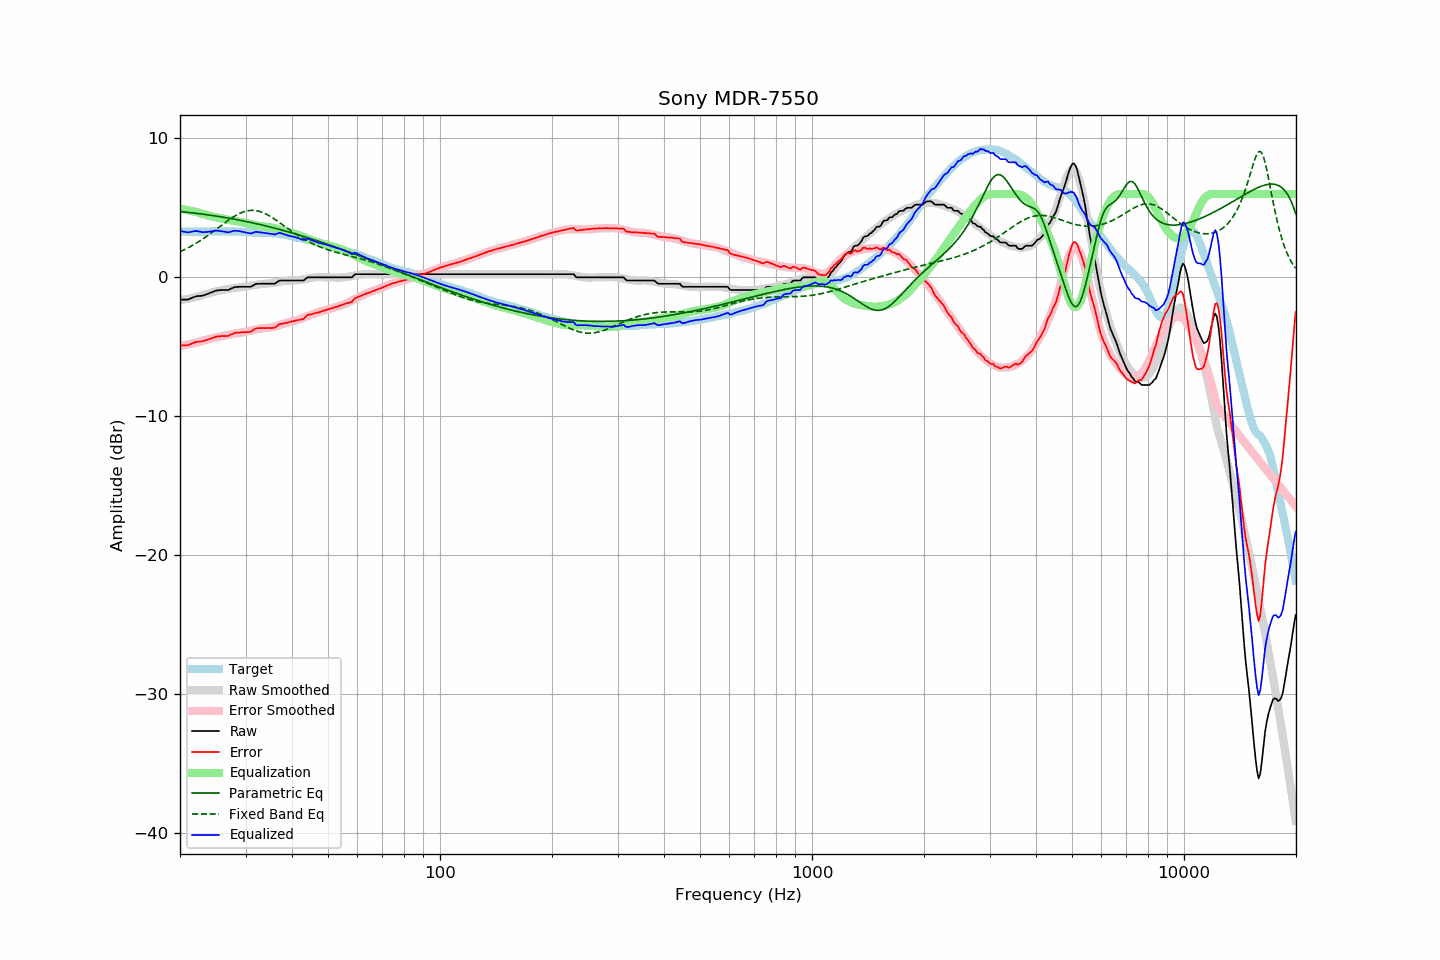 Sony MDR-7550
10
0
−10
−20
−30
−40
Amplitude (dBr)
Target
Raw Smoothed
Error Smoothed
Raw
Error
Equalization
Parametric Eq
Fixed Band Eq
Equalized
100 1000 10000
Frequency (Hz)